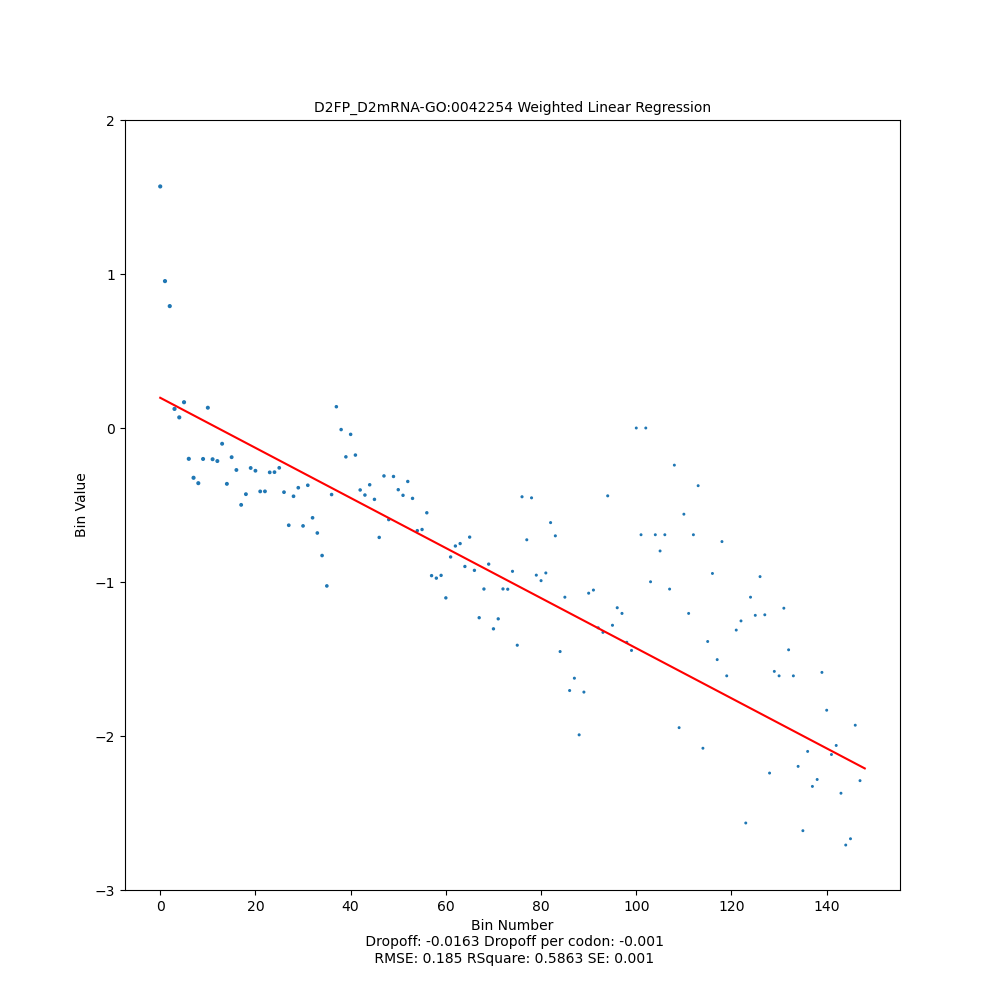 D2FP_D2mRNA-GO:0042254 Weighted Linear Regression
2
1
0
−1
−2
−3
Bin Value
0 20 40 60 80 100 120 140
Bin Number
Dropoff: -0.0163 Dropoff per codon: -0.001
RMSE: 0.185 RSquare: 0.5863 SE: 0.001